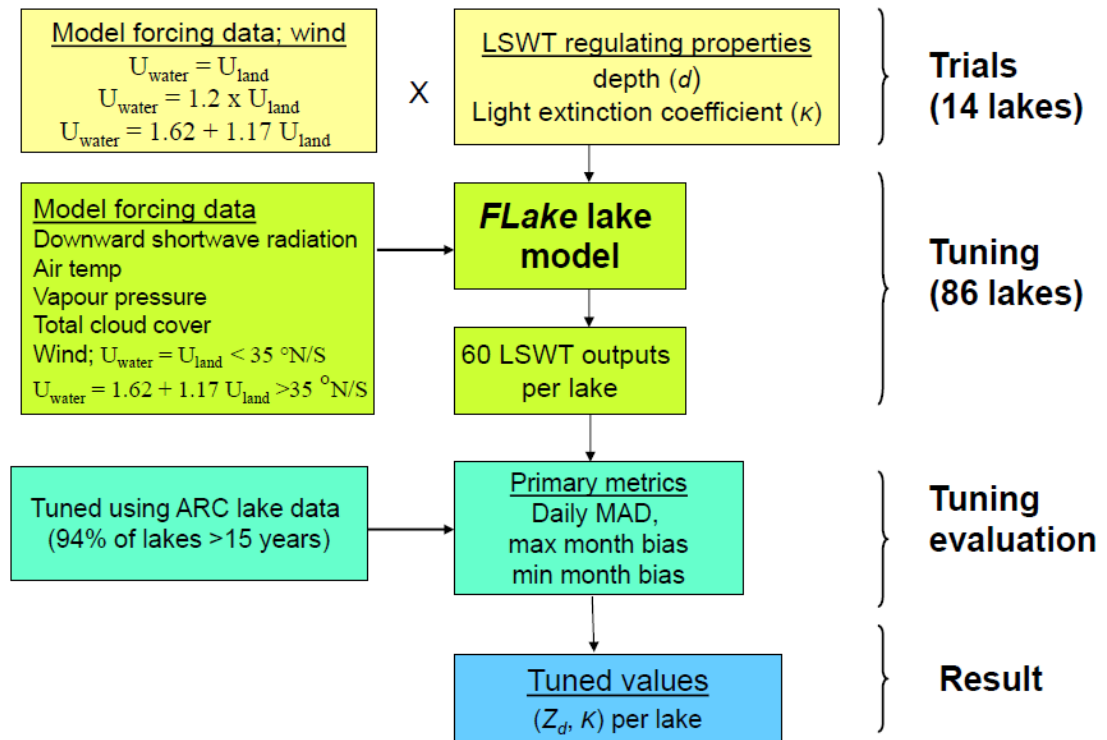 Model forcing data; wind
U_water = U_land
U_water = 1.2 x U_land
U_water = 1.62 + 1.17 U_land
X
LSWT regulating properties
depth (d)
Light extinction coefficient (κ)
Trials
(14 lakes)
Model forcing data
Downward shortwave radiation
Air temp
Vapour pressure
Total cloud cover
Wind; U_water = U_land < 35 °N/S
U_water = 1.62 + 1.17 U_land >35 °N/S
FLake lake
model
60 LSWT outputs
per lake
Tuning
(86 lakes)
Tuned using ARC lake data
(94% of lakes >15 years)
Primary metrics
Daily MAD,
max month bias
min month bias
Tuning
evaluation
Tuned values
(Z_d, κ) per lake
Result